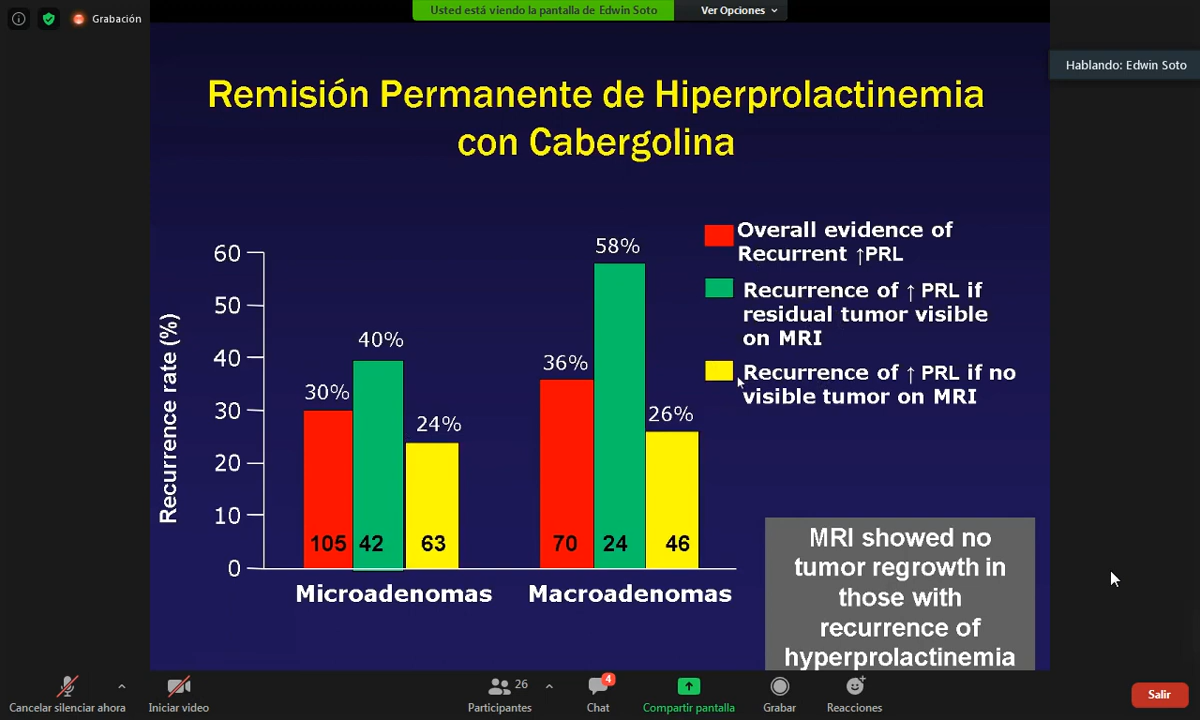 Grabación
Usted está viendo la pantalla de Edwin Soto
Ver Opciones
Hablando: Edwin Soto
Remisión Permanente de Hiperprolactinemia
con Cabergolina
Overall evidence of
Recurrent ↑PRL
Recurrence of ↑ PRL if
residual tumor visible
on MRI
Recurrence of ↑ PRL if no
visible tumor on MRI
Recurrence rate (%)
60
50
40
30
20
10
0
30%
40%
24%
36%
58%
26%
105
42
63
70
24
46
Microadenomas
Macroadenomas
MRI showed no
tumor regrowth in
those with
recurrence of
hyperprolactinemia
Cancelar silenciar ahora
Iniciar video
26
Participantes
4
Chat
Compartir pantalla
Grabar
Reacciones
Salir